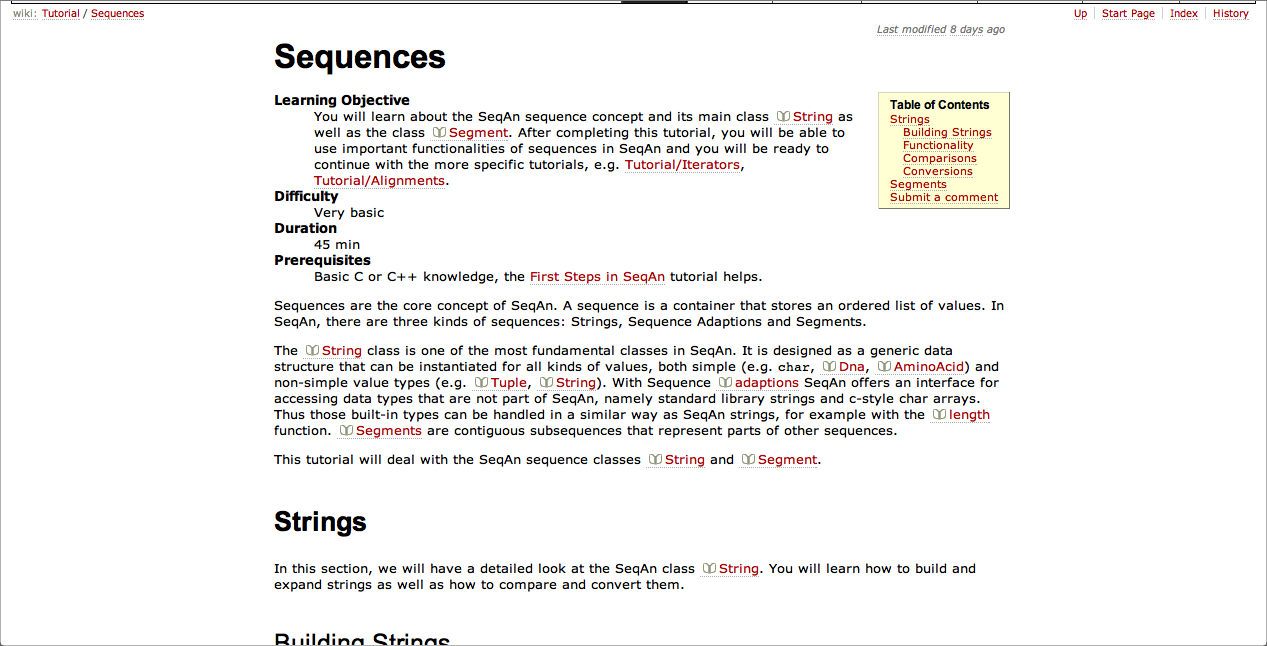 wiki: Tutorial / Sequences
Up Start Page Index History
Last modified 8 days ago
Sequences
Learning Objective
You will learn about the SeqAn sequence concept and its main class String as
well as the class Segment. After completing this tutorial, you will be able to
use important functionalities of sequences in SeqAn and you will be ready to
continue with the more specific tutorials, e.g. Tutorial/Iterators,
Tutorial/Alignments.
Difficulty
Very basic
Duration
45 min
Prerequisites
Basic C or C++ knowledge, the First Steps in SeqAn tutorial helps.
Table of Contents
Strings
Building Strings
Functionality
Comparisons
Conversions
Segments
Submit a comment
Sequences are the core concept of SeqAn. A sequence is a container that stores an ordered list of values. In
SeqAn, there are three kinds of sequences: Strings, Sequence Adaptions and Segments.
The String class is one of the most fundamental classes in SeqAn. It is designed as a generic data
structure that can be instantiated for all kinds of values, both simple (e.g. char, Dna, AminoAcid) and
non-simple value types (e.g. Tuple, String). With Sequence adaptions SeqAn offers an interface for
accessing data types that are not part of SeqAn, namely standard library strings and c-style char arrays.
Thus those built-in types can be handled in a similar way as SeqAn strings, for example with the length
function. Segments are contiguous subsequences that represent parts of other sequences.
This tutorial will deal with the SeqAn sequence classes String and Segment.
Strings
In this section, we will have a detailed look at the SeqAn class String. You will learn how to build and
expand strings as well as how to compare and convert them.
Building Strings